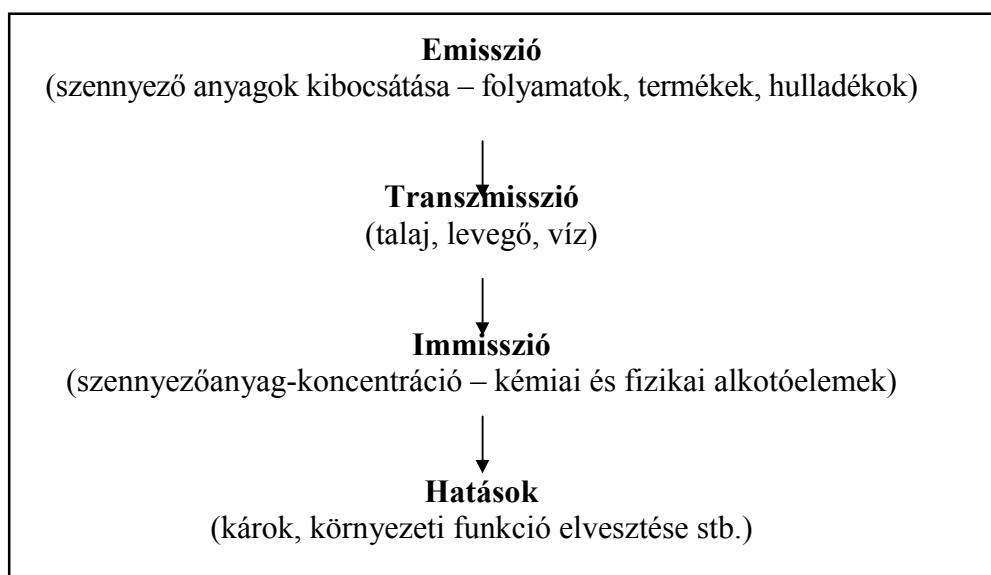 Emisszió
(szennyező anyagok kibocsátása – folyamatok, termékek, hulladékok)
Transzmisszió
(talaj, levegő, víz)
Immisszió
(szennyezőanyag-koncentráció – kémiai és fizikai alkotóelemek)
Hatások
(károk, környezeti funkció elvesztése stb.)